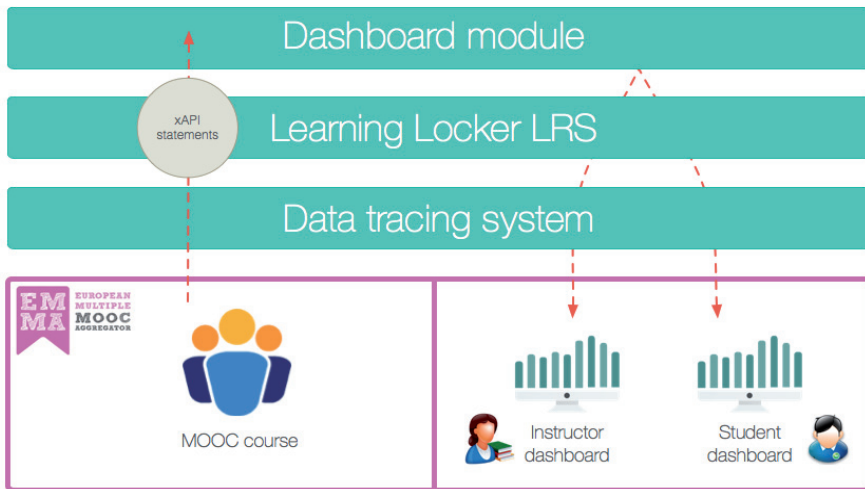 Dashboard module
xAPI
statements
Learning Locker LRS
Data tracing system
EM
MA
EUROPEAN
MULTIPLE
MOOC
AGGREGATOR
MOOC course
Instructor
dashboard
Student
dashboard